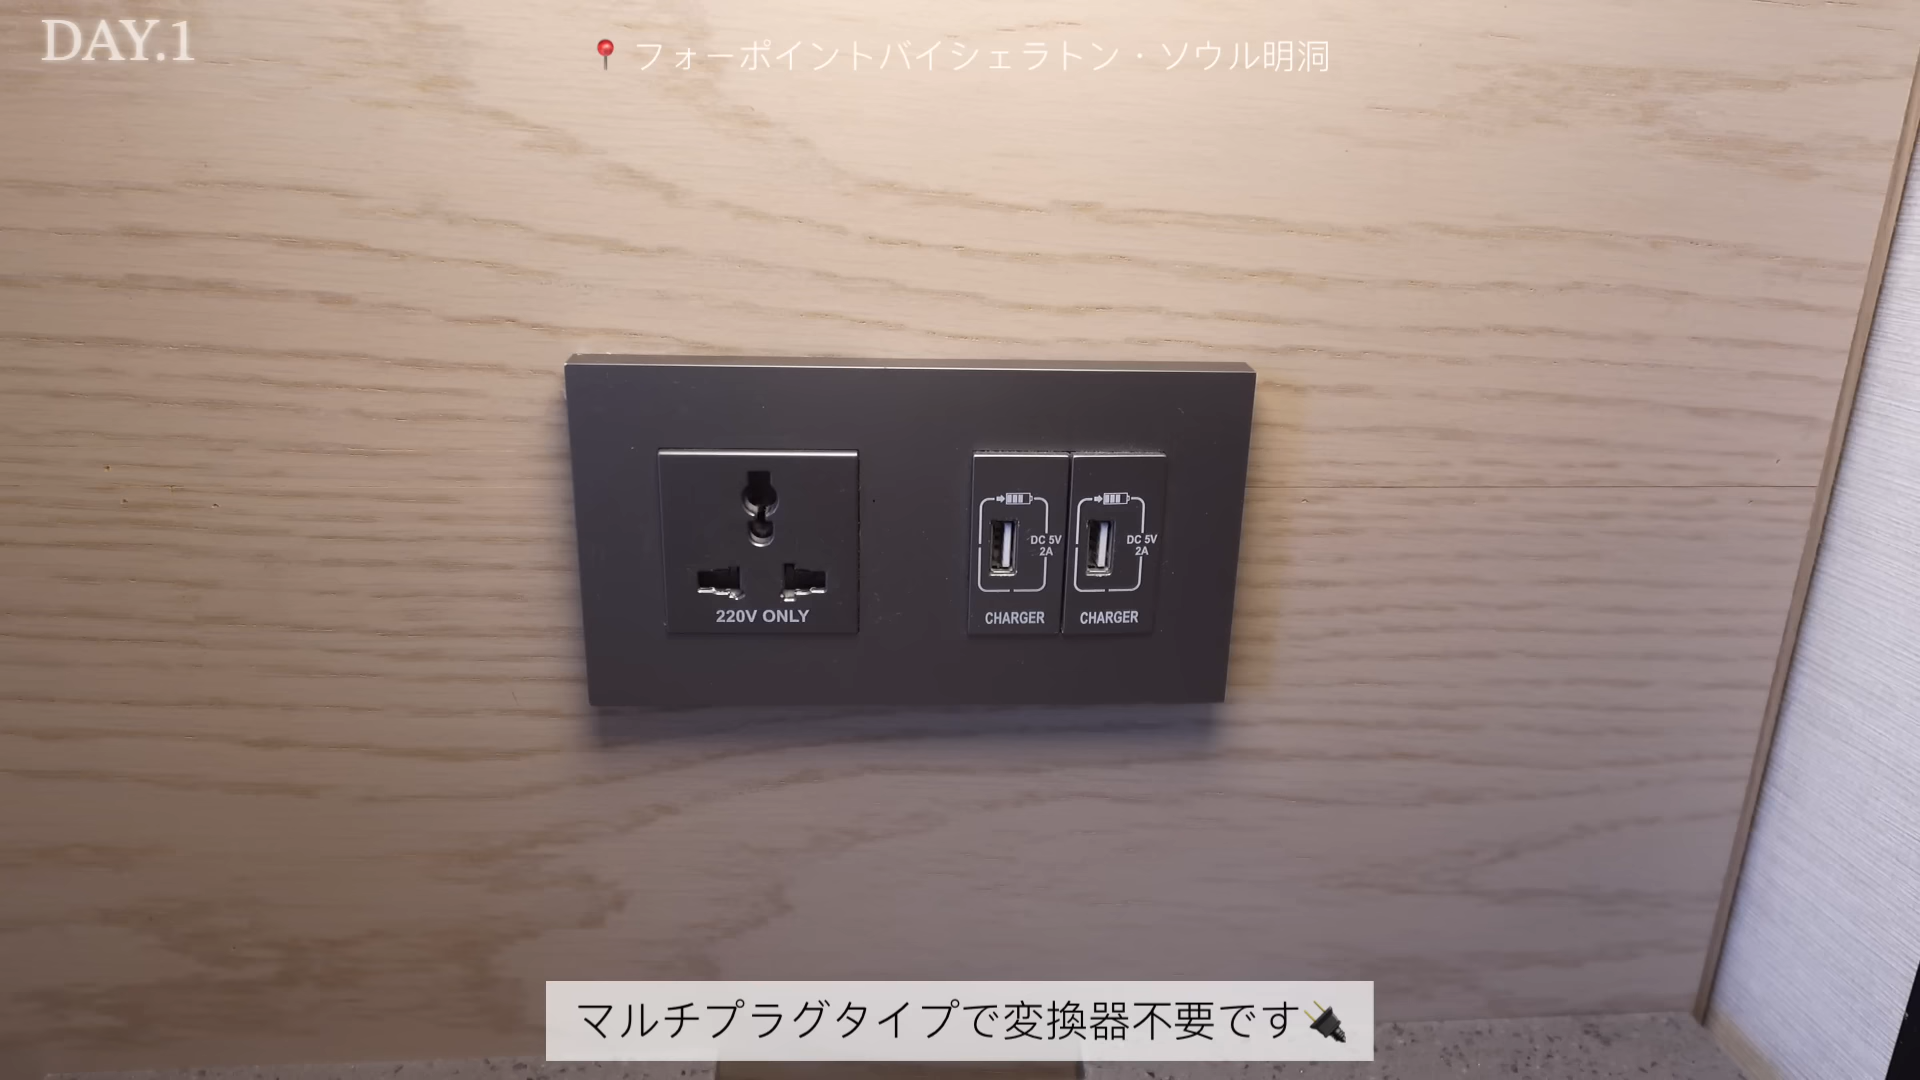 DAY.1
📍フォーポイントバイシェラトン・ソウル明洞
220V ONLY
DC 5V
2A
CHARGER
DC 5V
2A
CHARGER
マルチプラグタイプで変換器不要です🔌